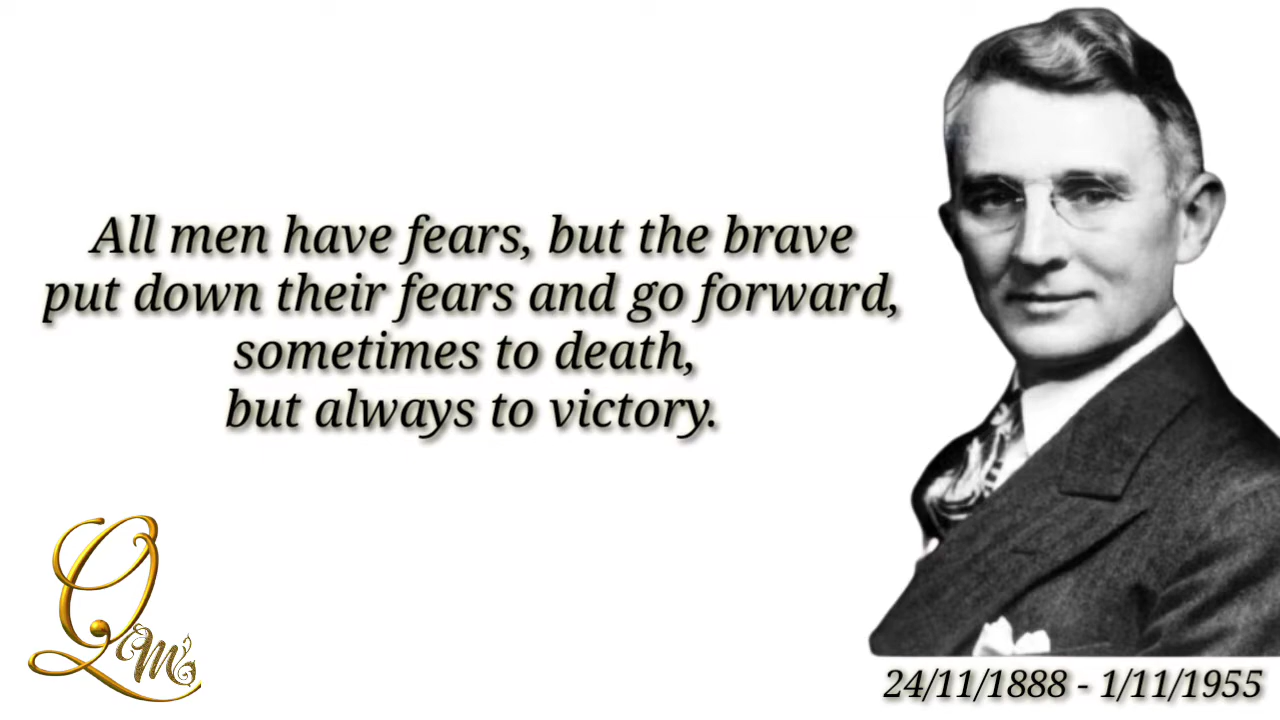 All men have fears, but the brave
put down their fears and go forward,
sometimes to death,
but always to victory.
QM
24/11/1888 - 1/11/1955